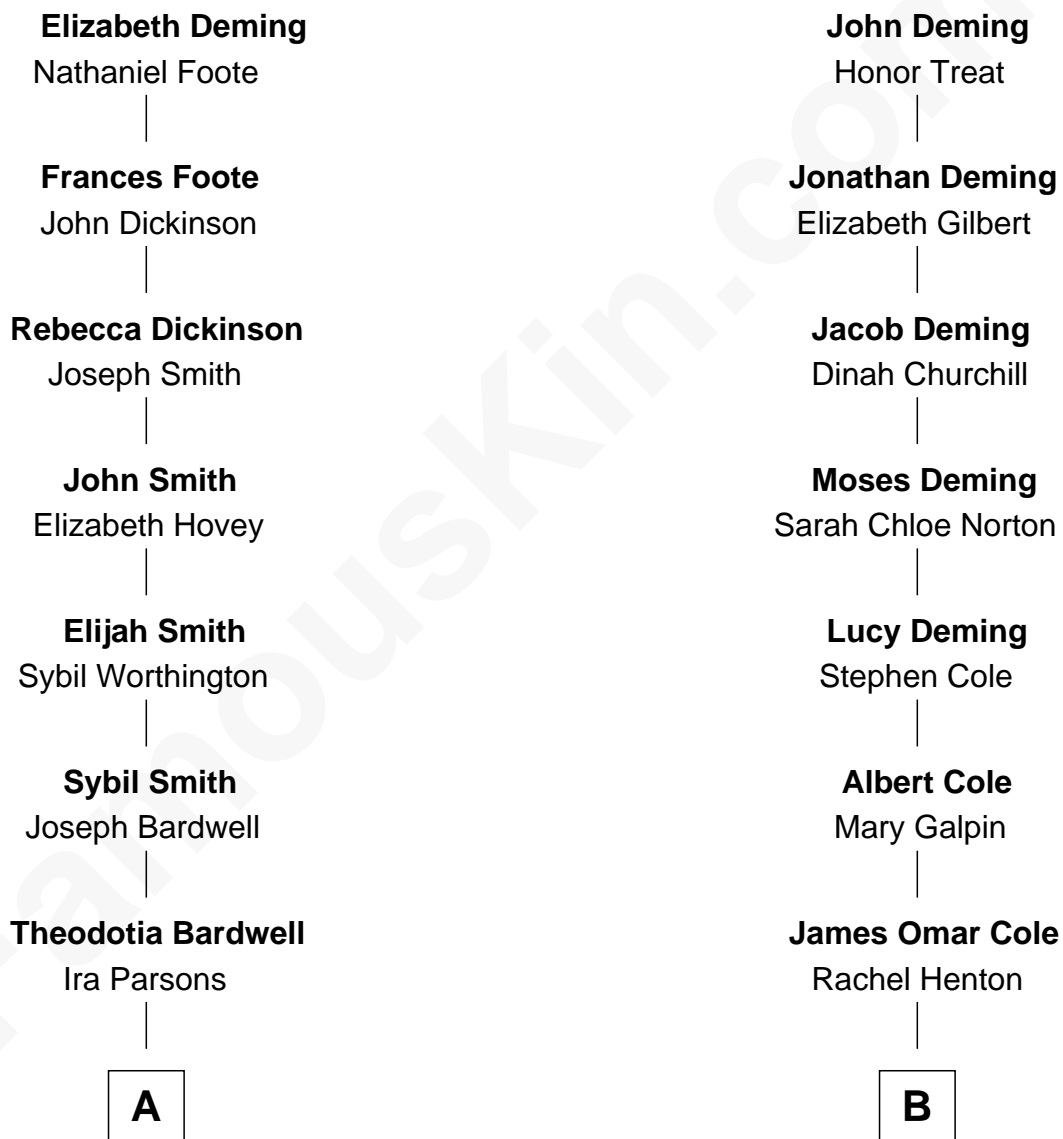 Elizabeth Deming
Nathaniel Foote
Frances Foote
John Dickinson
Rebecca Dickinson
Joseph Smith
John Smith
Elizabeth Hovey
Elijah Smith
Sybil Worthington
Sybil Smith
Joseph Bardwell
Theodotia Bardwell
Ira Parsons
A
John Deming
Honor Treat
Jonathan Deming
Elizabeth Gilbert
Jacob Deming
Dinah Churchill
Moses Deming
Sarah Chloe Norton
Lucy Deming
Stephen Cole
Albert Cole
Mary Galpin
James Omar Cole
Rachel Henton
B
FamousKin.com